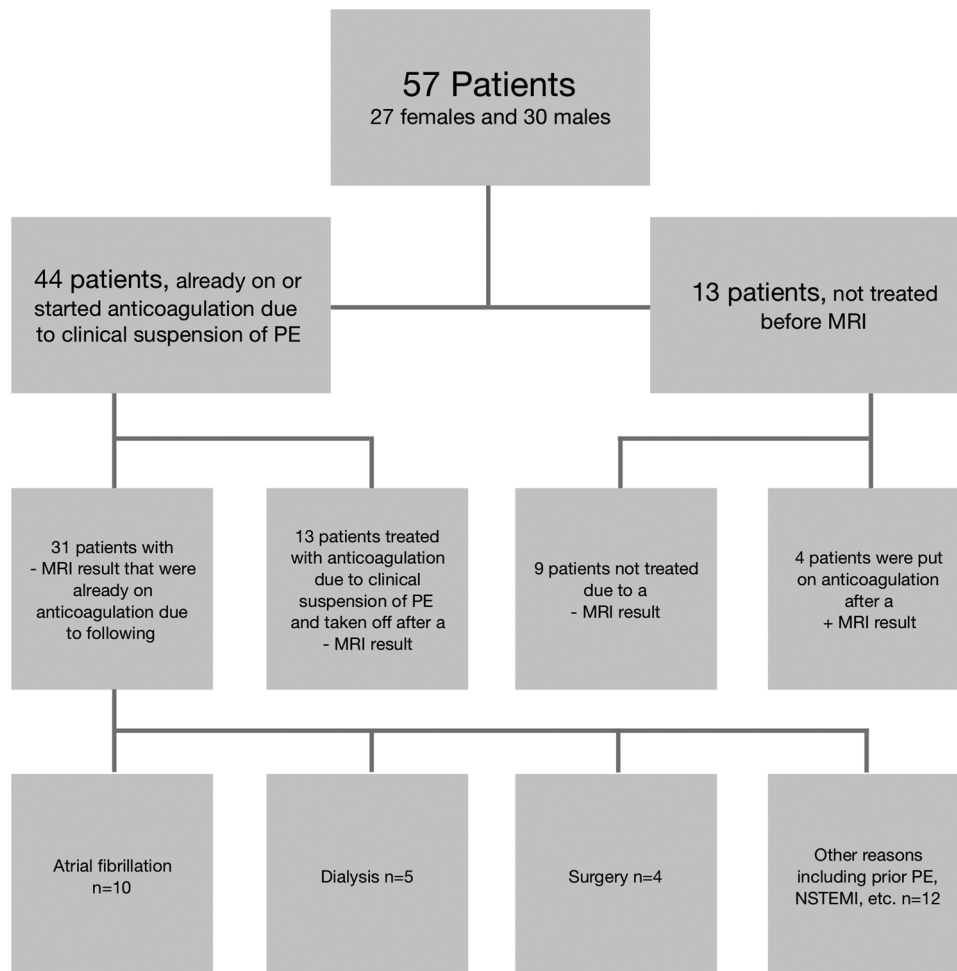 57 Patients
27 females and 30 males
44 patients, already on or
started anticoagulation due
to clinical suspension of PE
13 patients, not treated
before MRI
31 patients with
- MRI result that were
already on
anticoagulation due
to following
13 patients treated
with anticoagulation
due to clinical
suspension of PE
and taken off after a
- MRI result
9 patients not treated
due to a
- MRI result
4 patients were put
on anticoagulation
after a
+ MRI result
Atrial fibrillation
n=10
Dialysis n=5
Surgery n=4
Other reasons
including prior PE,
NSTEMI, etc. n=12